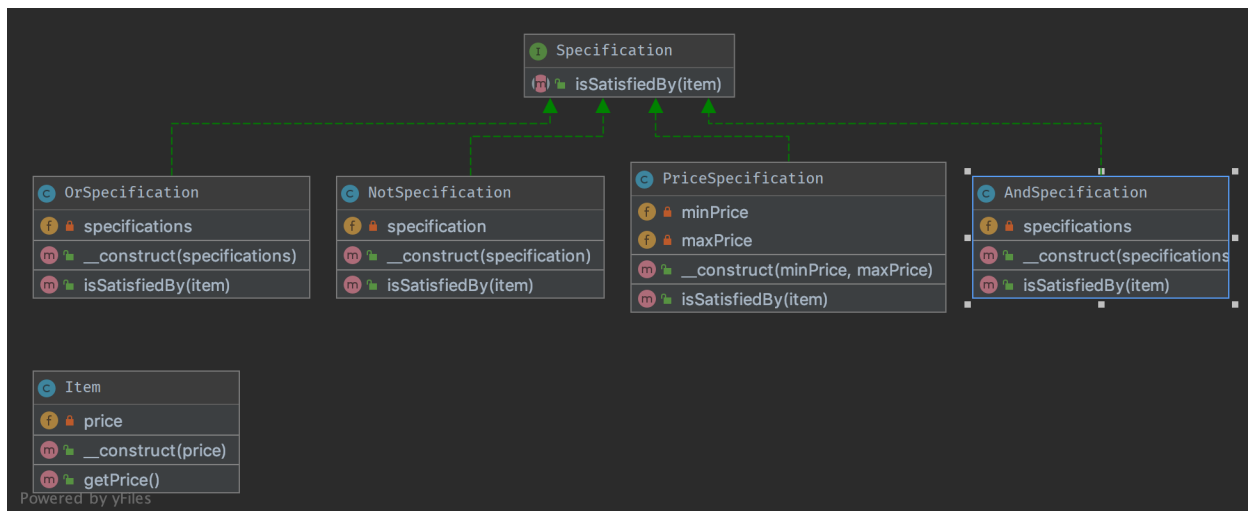 Specification
isSatisfiedBy(item)
OrSpecification
specifications
__construct(specifications)
isSatisfiedBy(item)
NotSpecification
specification
__construct(specification)
isSatisfiedBy(item)
PriceSpecification
minPrice
maxPrice
__construct(minPrice, maxPrice)
isSatisfiedBy(item)
AndSpecification
specifications
__construct(specifications
isSatisfiedBy(item)
Item
price
__construct(price)
getPrice()
Powered by yFiles